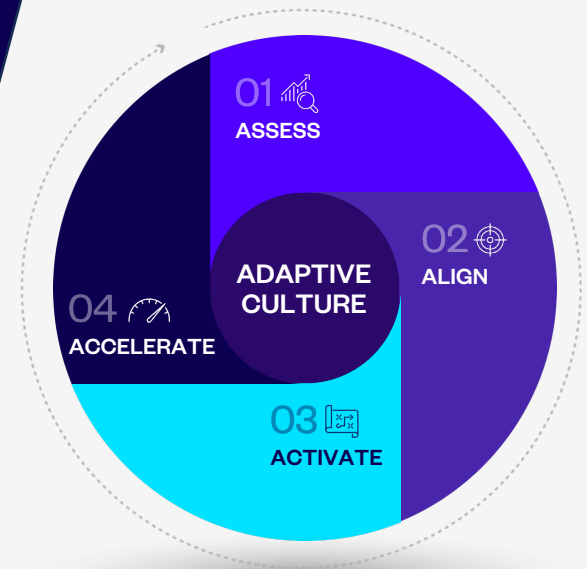 01
ASSESS
02
ALIGN
ADAPTIVE
CULTURE
04
ACCELERATE
03
ACTIVATE